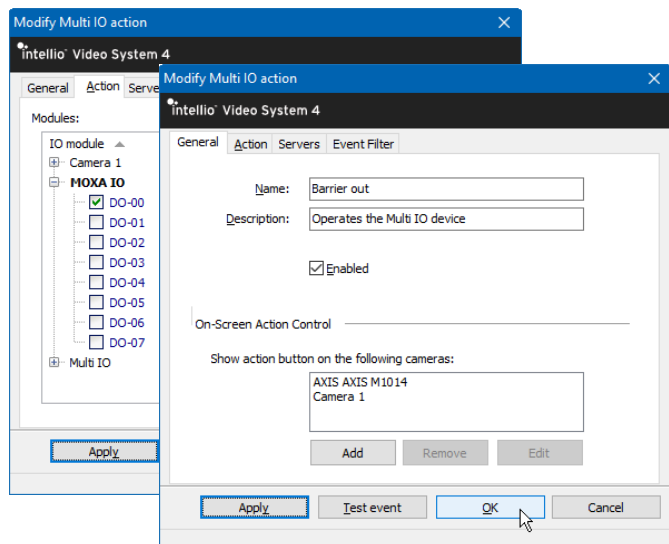 Modify Multi IO action
intellio Video System 4
General Action Serve
Modules:
IO module
Camera 1
MOXA IO
DO-00
DO-01
DO-02
DO-03
DO-04
DO-05
DO-06
DO-07
Multi IO
Apply
Modify Multi IO action
intellio Video System 4
General Action Servers Event Filter
Name: Barrier out
Description: Operates the Multi IO device
Enabled
On-Screen Action Control
Show action button on the following cameras:
AXIS AXIS M1014
Camera 1
Add Remove Edit
Apply Test event OK Cancel